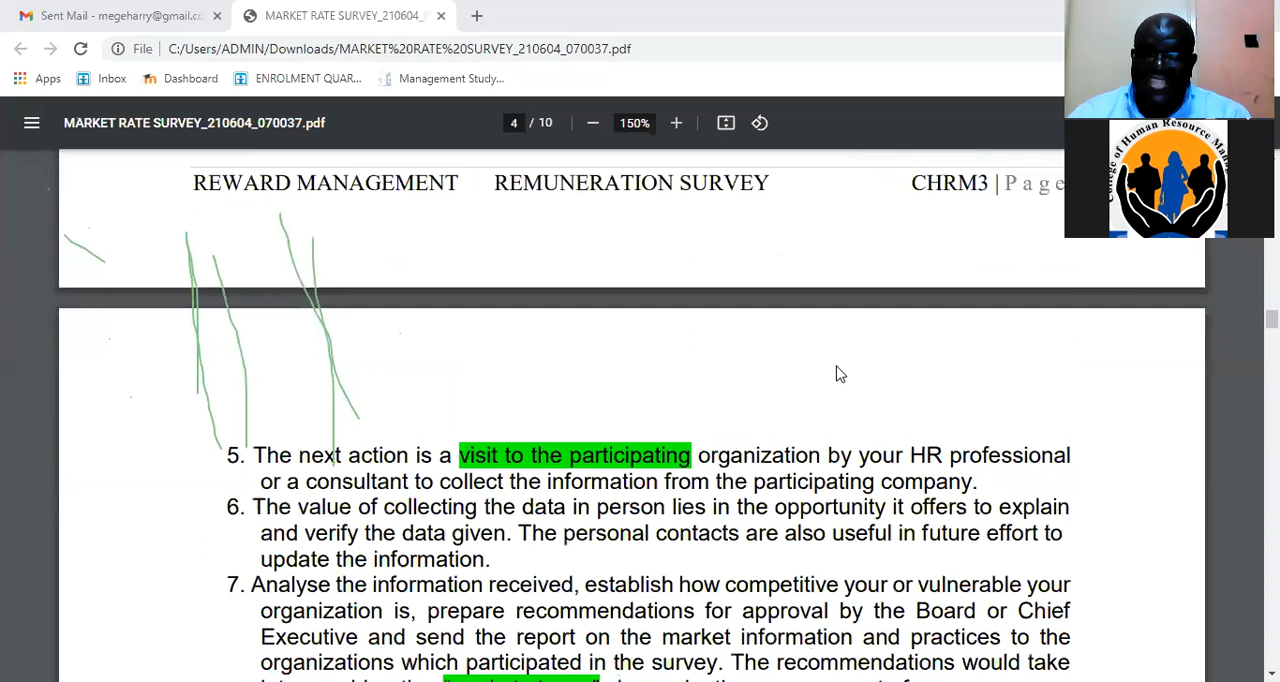 Sent Mail - megeharry@gmail.c
MARKET RATE SURVEY_210604_0
File
C:/Users/ADMIN/Downloads/MARKET%20RATE%20SURVEY_210604_070037.pdf
Apps
Inbox
Dashboard
ENROLMENT QUAR...
Management Study...
MARKET RATE SURVEY_210604_070037.pdf
4 / 10
150%
REWARD MANAGEMENT REMUNERATION SURVEY CHRM3 | Page
College of Human Resource Mana
5. The next action is a visit to the participating organization by your HR professional
or a consultant to collect the information from the participating company.
6. The value of collecting the data in person lies in the opportunity it offers to explain
and verify the data given. The personal contacts are also useful in future effort to
update the information.
7. Analyse the information received, establish how competitive your or vulnerable your
organization is, prepare recommendations for approval by the Board or Chief
Executive and send the report on the market information and practices to the
organizations which participated in the survey. The recommendations would take